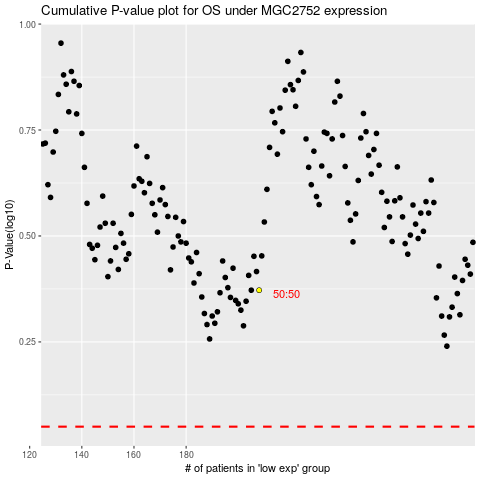 Cumulative P-value plot for OS under MGC2752 expression
P-Value(log10)
1.00
0.75
0.50
0.25
50:50
120 140 160 180
# of patients in 'low exp' group